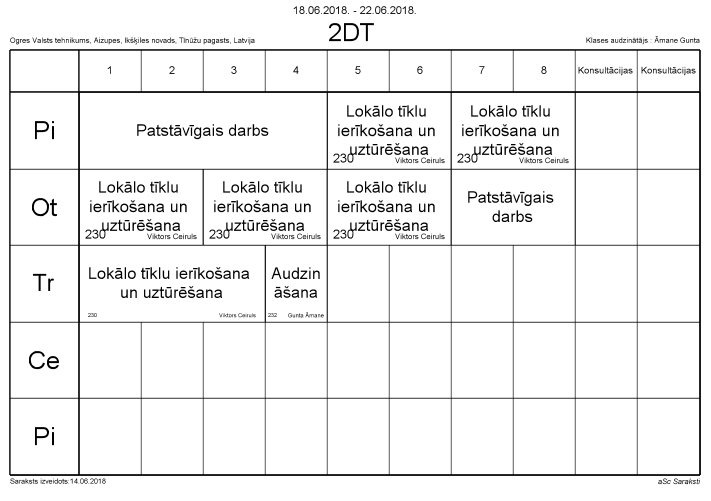 18.06.2018. - 22.06.2018.
2DT
Ogres Valsts tehnikums, Aizupes, Ikšķiles novads, Tīnūžu pagasts, Latvija
Klases audzinātājs : Āmane Gunta
1 2 3 4 5 6 7 8 Konsultācijas Konsultācijas
Pi
Patstāvīgais darbs
Lokālo tīklu
ierīkošana un
uztūrēšana
230 Viktors Ceiruls
Lokālo tīklu
ierīkošana un
uztūrēšana
230 Viktors Ceiruls
Ot
Lokālo tīklu
ierīkošana un
uztūrēšana
230 Viktors Ceiruls
Lokālo tīklu
ierīkošana un
uztūrēšana
230 Viktors Ceiruls
Lokālo tīklu
ierīkošana un
uztūrēšana
230 Viktors Ceiruls
Patstāvīgais
darbs
Tr
Lokālo tīklu ierīkošana
un uztūrēšana
230 Viktors Ceiruls
Audzin
āšana
232 Gunta Āmane
Ce
Pi
Saraksts izveidots:14.06.2018
aSc Saraksti